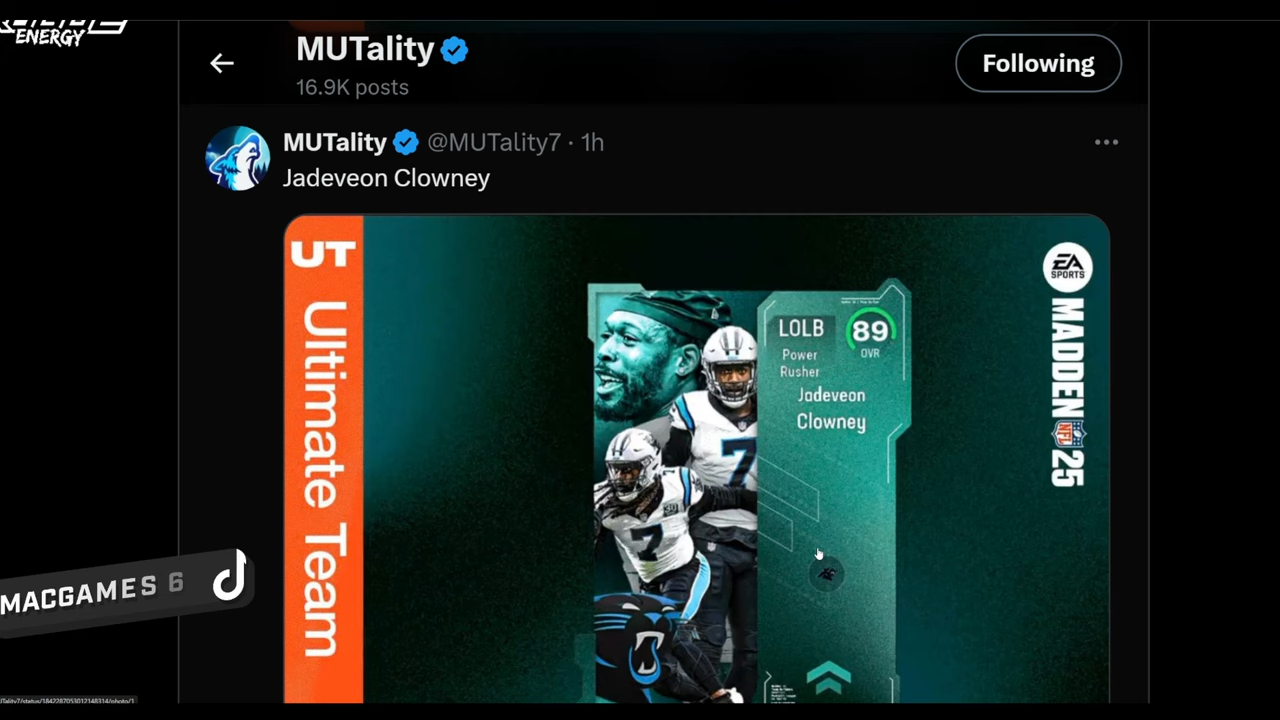 ENERGY
MUTality
16.9K posts
Following
MUTality @MUTality7 · 1h
Jadeveon Clowney
UT Ultimate Team
EA SPORTS
MADDEN NFL 25
LOLB
89
OVR
Power
Rusher
Jadeveon
Clowney
7
7
MACGAMES 6